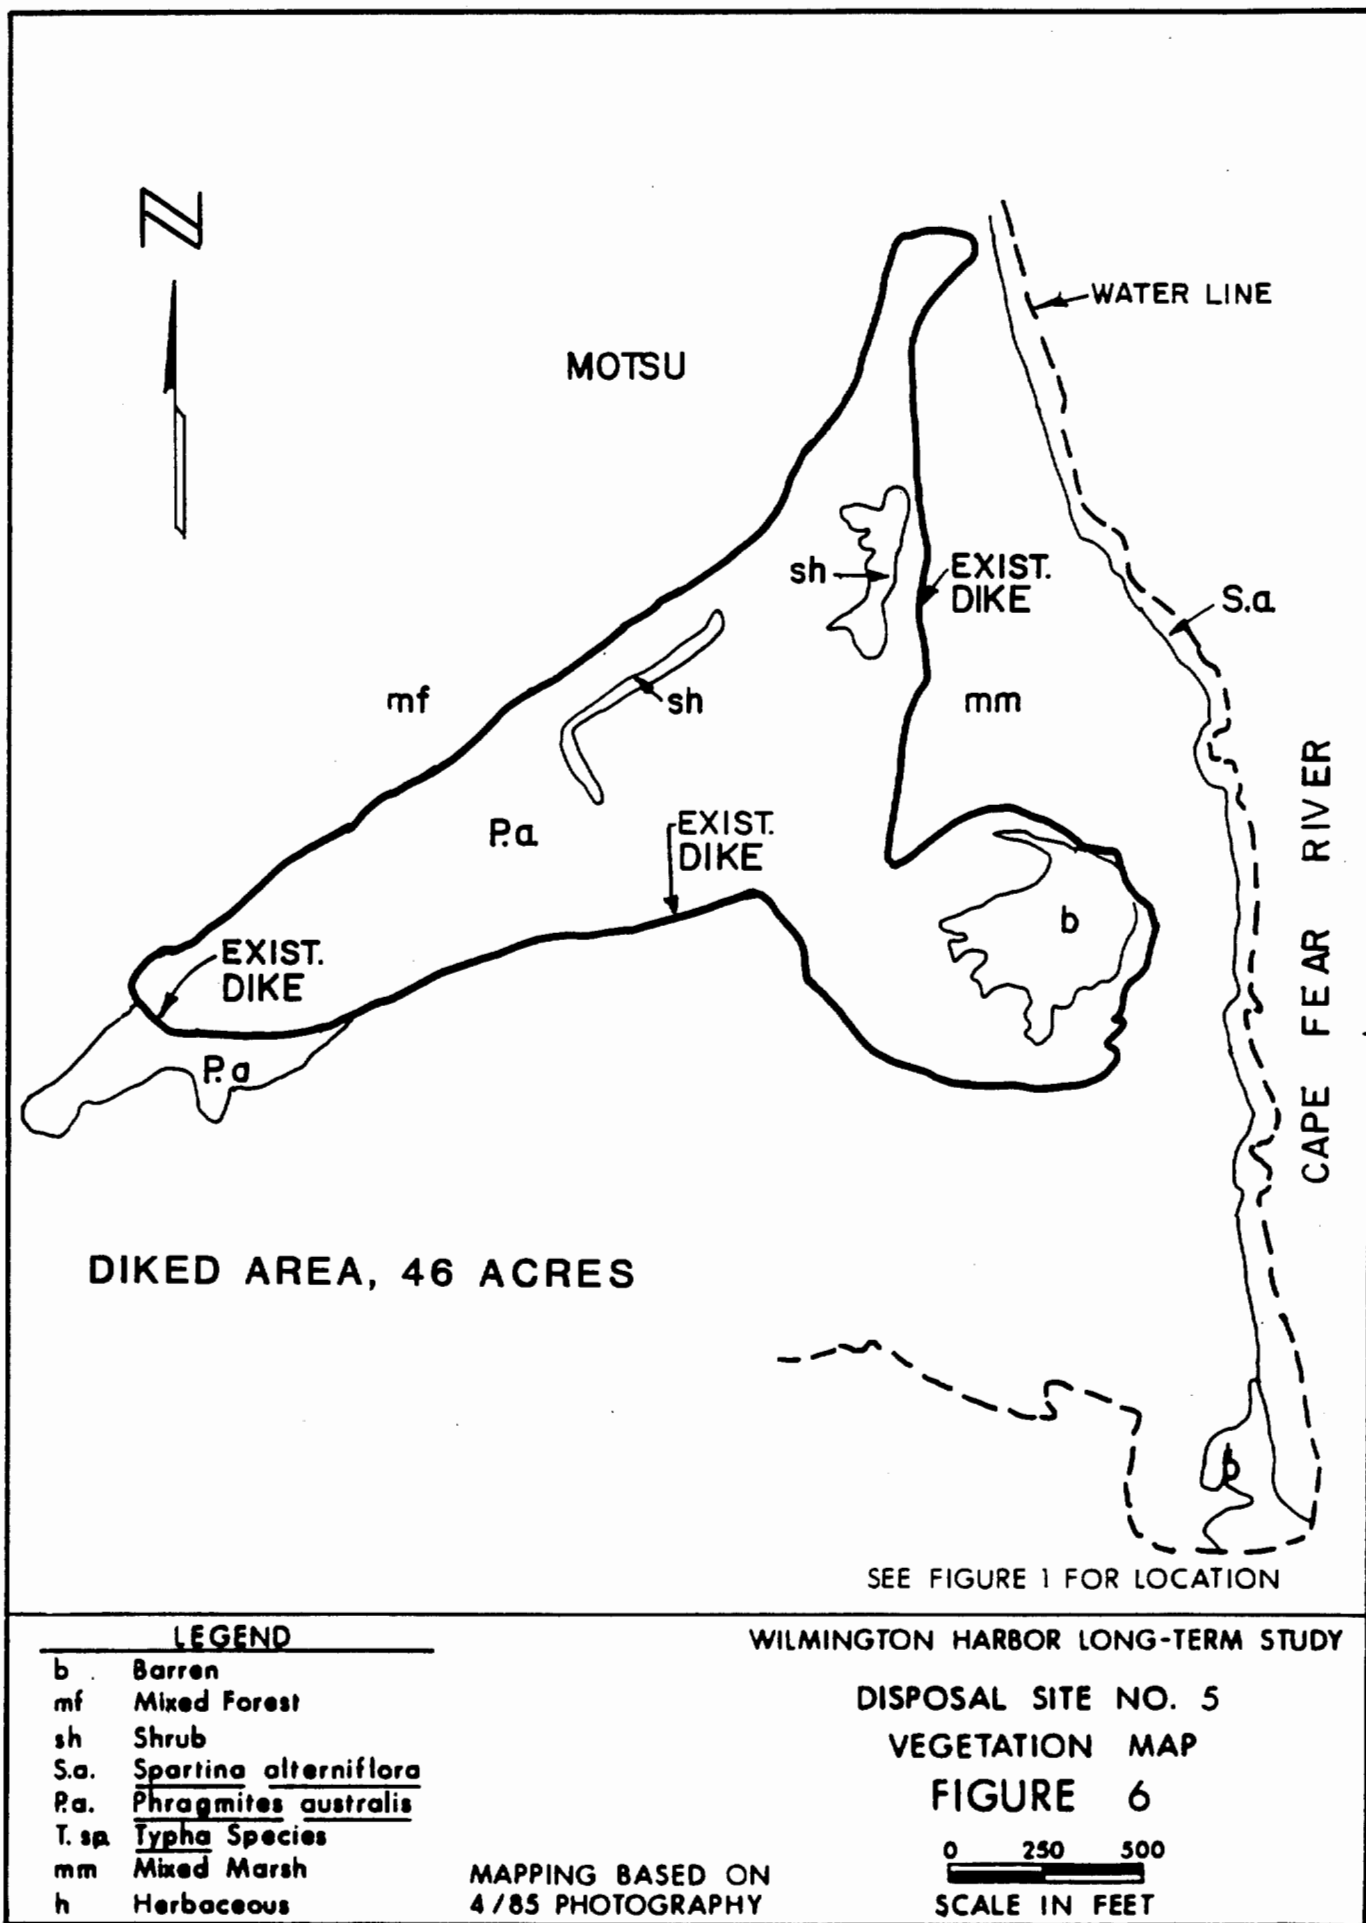 N
WATER LINE
MOTSU
sh
EXIST.
DIKE
S.a
mf
sh
mm
P.a
EXIST.
DIKE
b
EXIST.
DIKE
P.a
CAPE FEAR RIVER
DIKED AREA, 46 ACRES
b
SEE FIGURE 1 FOR LOCATION
LEGEND
b Barren
mf Mixed Forest
sh Shrub
S.a. Spartina alterniflora
P.a. Phragmites australis
T. sp. Typha Species
mm Mixed Marsh
h Herbaceous
MAPPING BASED ON
4/85 PHOTOGRAPHY
WILMINGTON HARBOR LONG-TERM STUDY
DISPOSAL SITE NO. 5
VEGETATION MAP
FIGURE 6
0 250 500
SCALE IN FEET